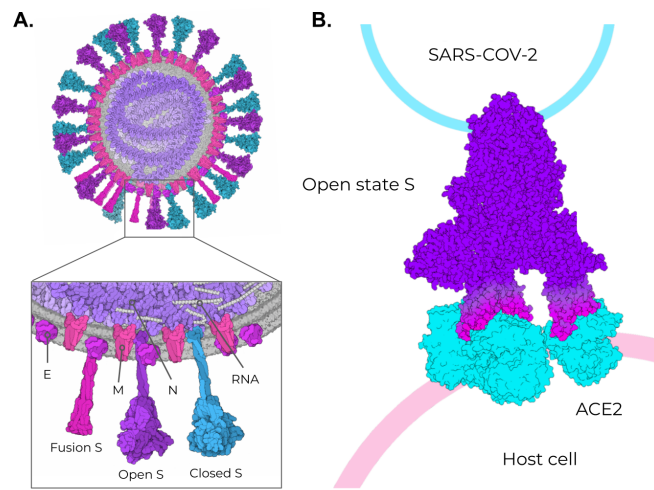 A.
B.
SARS-COV-2
Open state S
E
M
N
RNA
Fusion S
Open S
Closed S
ACE2
Host cell